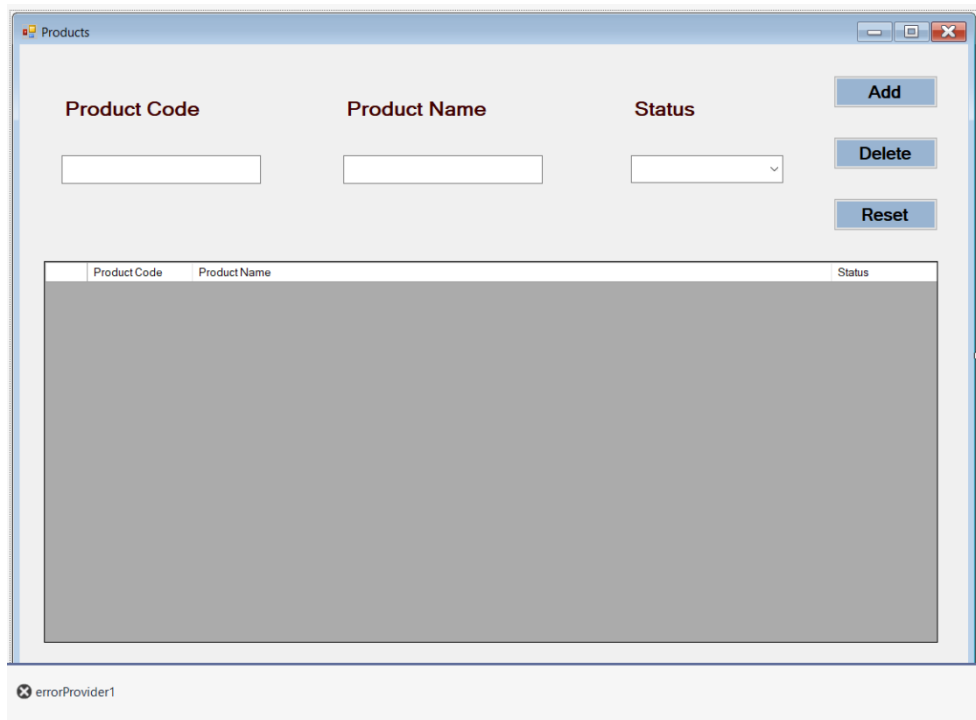 Products
Product Code Product Name Status
Add
Delete
Reset
Product Code Product Name Status
errorProvider1